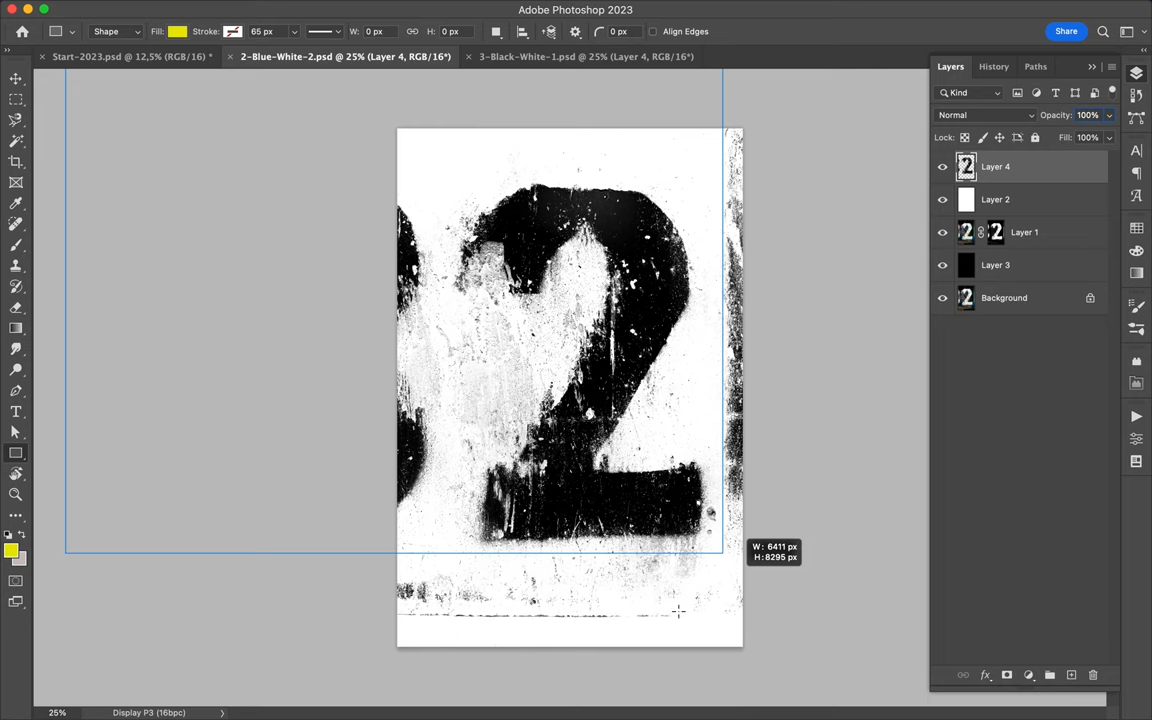 Adobe Photoshop 2023
Shape Fill: Stroke: 65 px W: 0 px H: 0 px 0 px Align Edges Share
Start-2023.psd @ 12,5% (RGB/16) * 2-Blue-White-2.psd @ 25% (Layer 4, RGB/16*) 3-Black-White-1.psd @ 25% (Layer 4, RGB/16*)
Layers History Paths
Kind
Normal Opacity: 100%
Lock: Fill: 100%
Layer 4
Layer 2
Layer 1
Layer 3
Background
2
W: 6411 px
H: 8295 px
25% Display P3 (16bpc)